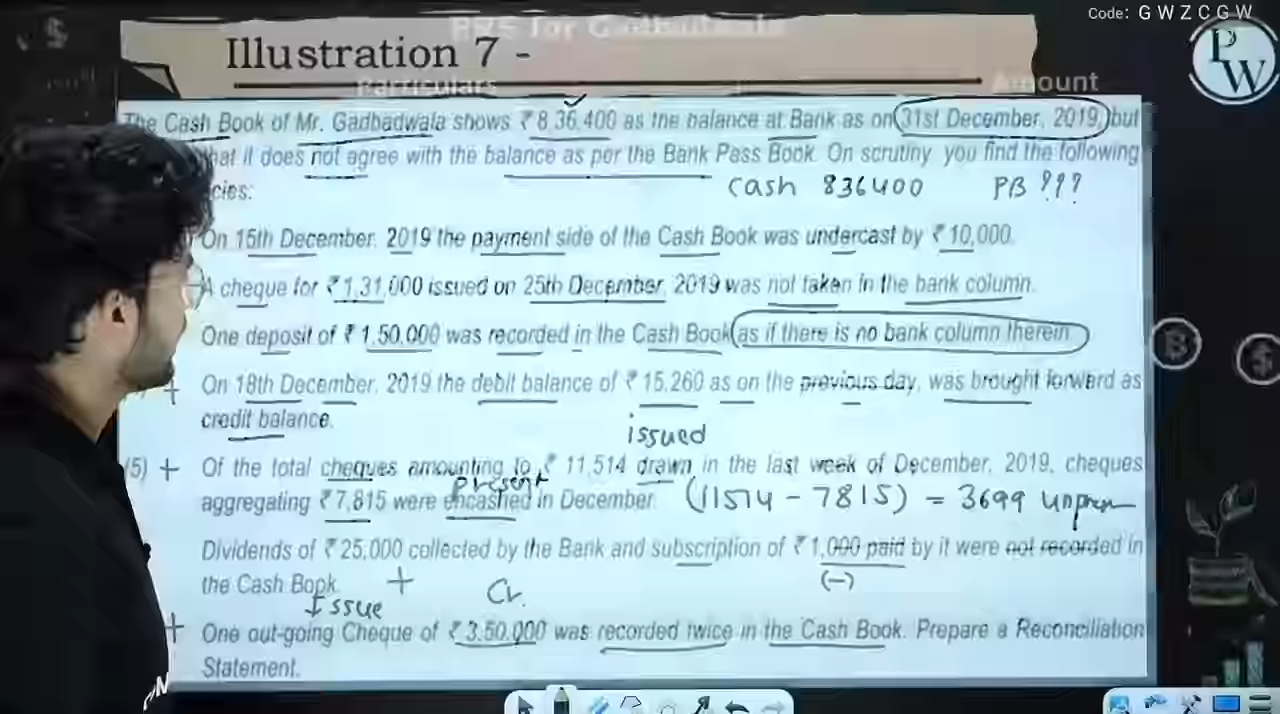 Code: G W Z C G W
BRS for Gadbadwala
Illustration 7 -
Particulars Amount
PW
The Cash Book of Mr. Gadbadwala shows ₹ 8,36,400 as the balance at Bank as on 31st December, 2019, but
hat it does not agree with the balance as per the Bank Pass Book. On scrutiny you find the following
cies:
Cash 836400 PB ???
On 15th December, 2019 the payment side of the Cash Book was undercast by ₹ 10,000.
A cheque for ₹ 1,31,000 issued on 25th December, 2019 was not taken in the bank column.
One deposit of ₹ 1,50,000 was recorded in the Cash Book as if there is no bank column therein.
+ On 18th December, 2019 the debit balance of ₹ 15,260 as on the previous day, was brought forward as
credit balance.
issued
(5) + Of the total cheques amounting to ₹ 11,514 drawn in the last week of December, 2019, cheques
present
aggregating ₹ 7,815 were encashed in December. (11514 - 7815) = 3699 unpresn
Dividends of ₹ 25,000 collected by the Bank and subscription of ₹ 1,000 paid by it were not recorded in
the Cash Book. + Cr. (-)
Issue
+ One out-going Cheque of ₹ 3,50,000 was recorded twice in the Cash Book. Prepare a Reconciliation
Statement.